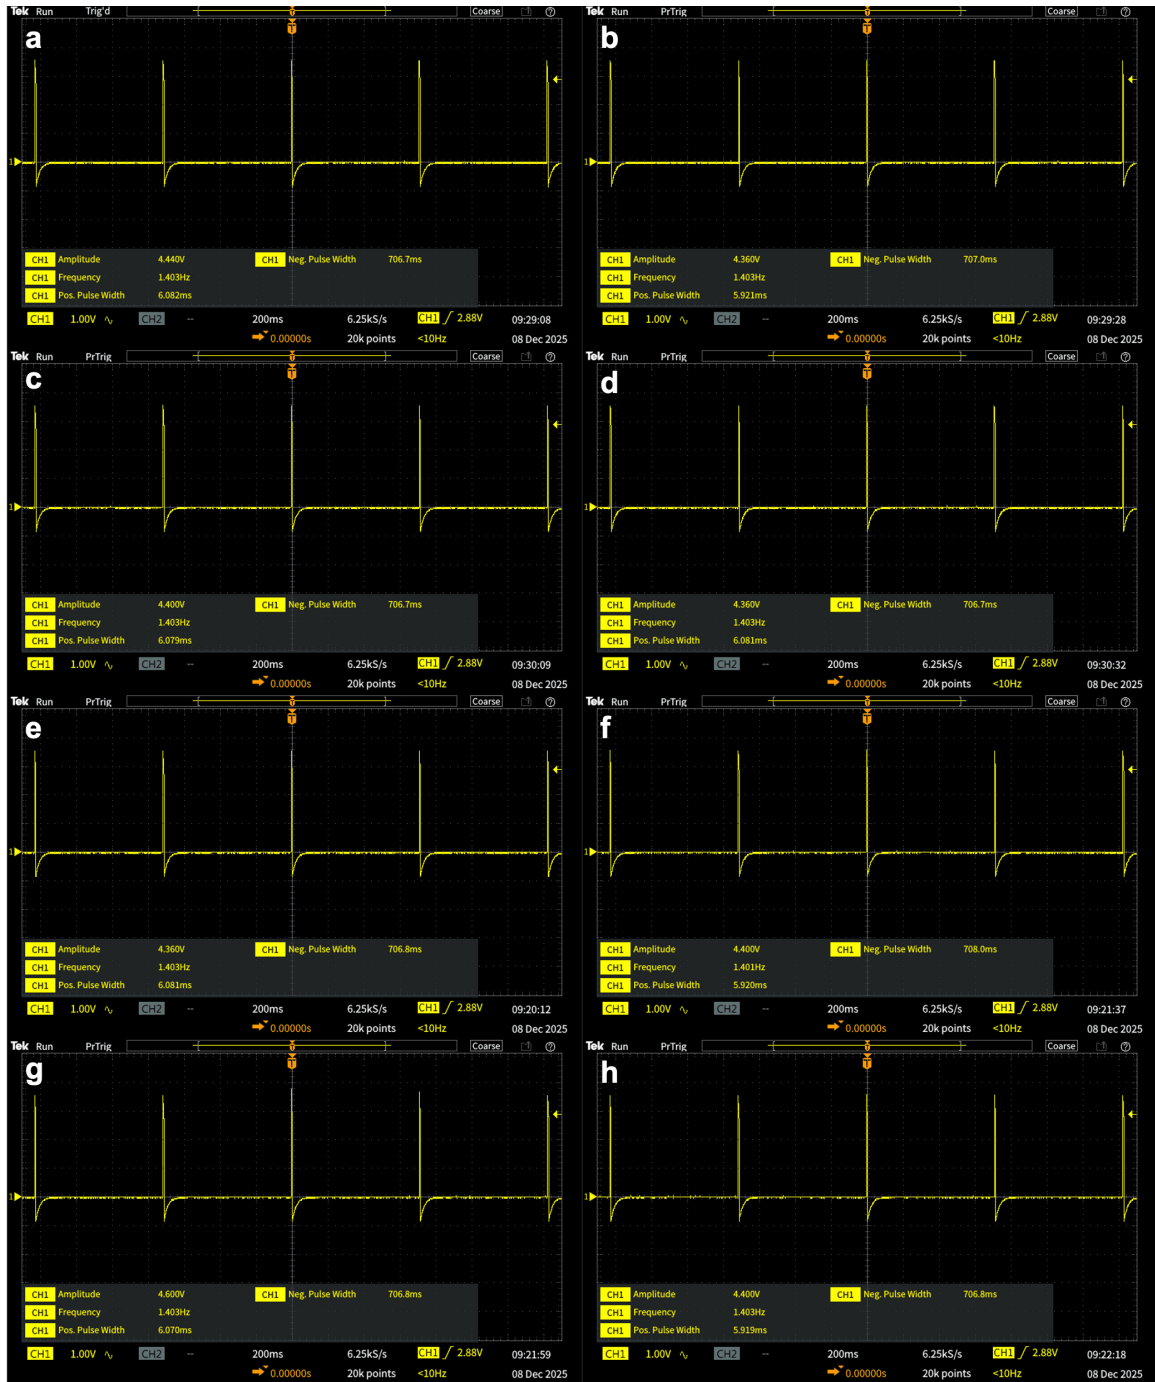 Tek Run Trig'd Coarse
a
T
1
CH1 Amplitude 4.440V CH1 Neg. Pulse Width 706.7ms
CH1 Frequency 1.403Hz
CH1 Pos. Pulse Width 6.082ms
CH1 1.00V CH2 -- 200ms 6.25kS/s CH1 2.88V 09:29:08
0.00000s 20k points <10Hz 08 Dec 2025
Tek Run PrTrig Coarse
b
T
1
CH1 Amplitude 4.360V CH1 Neg. Pulse Width 707.0ms
CH1 Frequency 1.403Hz
CH1 Pos. Pulse Width 5.921ms
CH1 1.00V CH2 -- 200ms 6.25kS/s CH1 2.88V 09:29:28
0.00000s 20k points <10Hz 08 Dec 2025
Tek Run PrTrig Coarse
c
T
1
CH1 Amplitude 4.400V CH1 Neg. Pulse Width 706.7ms
CH1 Frequency 1.403Hz
CH1 Pos. Pulse Width 6.079ms
CH1 1.00V CH2 -- 200ms 6.25kS/s CH1 2.88V 09:30:09
0.00000s 20k points <10Hz 08 Dec 2025
Tek Run PrTrig Coarse
d
T
1
CH1 Amplitude 4.360V CH1 Neg. Pulse Width 706.7ms
CH1 Frequency 1.403Hz
CH1 Pos. Pulse Width 6.081ms
CH1 1.00V CH2 -- 200ms 6.25kS/s CH1 2.88V 09:30:32
0.00000s 20k points <10Hz 08 Dec 2025
Tek Run PrTrig Coarse
e
T
1
CH1 Amplitude 4.360V CH1 Neg. Pulse Width 706.8ms
CH1 Frequency 1.403Hz
CH1 Pos. Pulse Width 6.081ms
CH1 1.00V CH2 -- 200ms 6.25kS/s CH1 2.88V 09:20:12
0.00000s 20k points <10Hz 08 Dec 2025
Tek Run PrTrig Coarse
f
T
1
CH1 Amplitude 4.400V CH1 Neg. Pulse Width 708.0ms
CH1 Frequency 1.401Hz
CH1 Pos. Pulse Width 5.920ms
CH1 1.00V CH2 -- 200ms 6.25kS/s CH1 2.88V 09:21:37
0.00000s 20k points <10Hz 08 Dec 2025
Tek Run PrTrig Coarse
g
T
1
CH1 Amplitude 4.600V CH1 Neg. Pulse Width 706.8ms
CH1 Frequency 1.403Hz
CH1 Pos. Pulse Width 6.070ms
CH1 1.00V CH2 -- 200ms 6.25kS/s CH1 2.88V 09:21:59
0.00000s 20k points <10Hz 08 Dec 2025
Tek Run PrTrig Coarse
h
T
1
CH1 Amplitude 4.400V CH1 Neg. Pulse Width 706.8ms
CH1 Frequency 1.403Hz
CH1 Pos. Pulse Width 5.919ms
CH1 1.00V CH2 -- 200ms 6.25kS/s CH1 2.88V 09:22:18
0.00000s 20k points <10Hz 08 Dec 2025